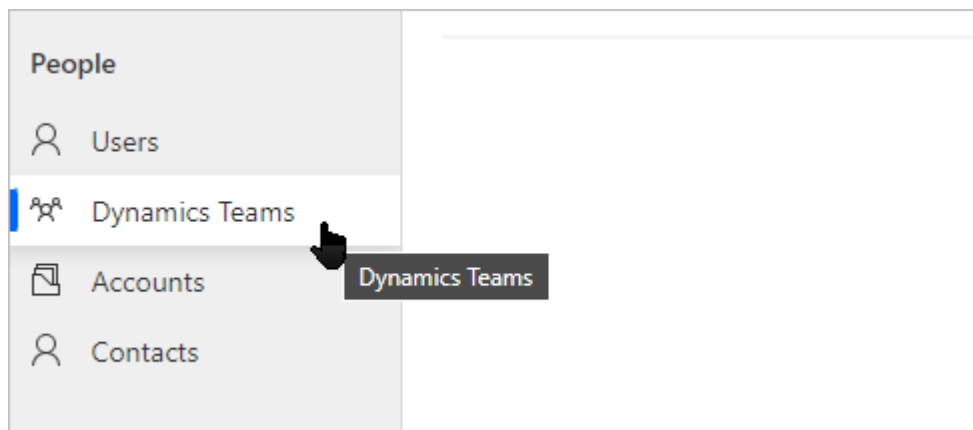 People
Users
Dynamics Teams
Dynamics Teams
Accounts
Contacts